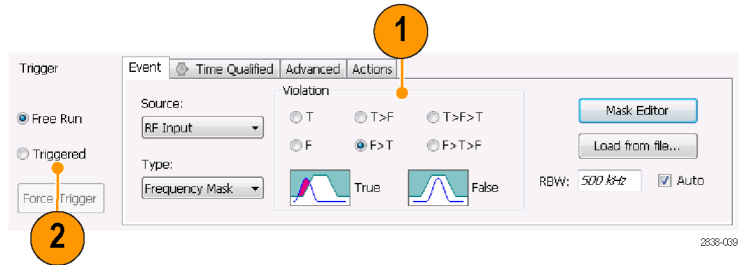 1
Trigger
Event Time Qualified Advanced Actions
Free Run
Triggered
Force Trigger
2
Source:
RF Input
Type:
Frequency Mask
Violation
T T>F T>F>T
F F>T F>T>F
True False
Mask Editor
Load from file...
RBW: 500 kHz Auto
2838-039